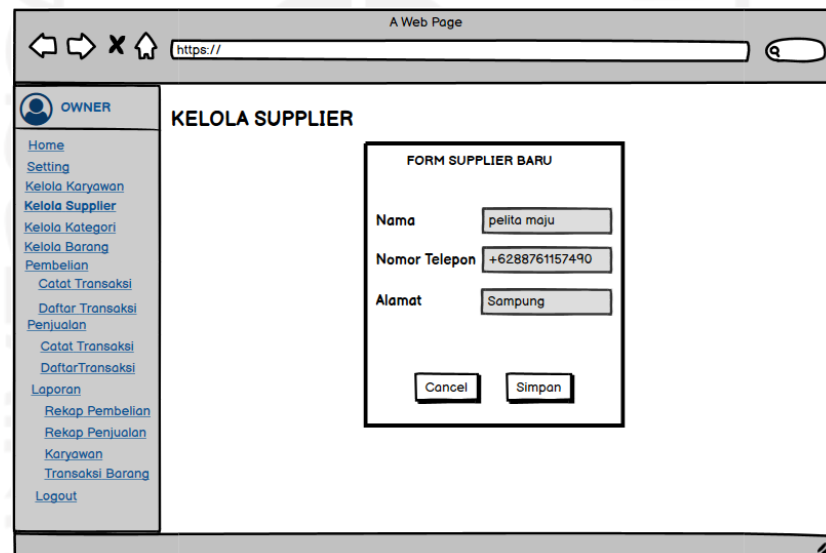 A Web Page
https://
OWNER
Home
Setting
Kelola Karyawan
Kelola Supplier
Kelola Kategori
Kelola Barang
Pembelian
Catat Transaksi
Daftar Transaksi
Penjualan
Catat Transaksi
DaftarTransaksi
Laporan
Rekap Pembelian
Rekap Penjualan
Karyawan
Transaksi Barang
Logout
KELOLA SUPPLIER
FORM SUPPLIER BARU
Nama pelita maju
Nomor Telepon +6288761157490
Alamat Sampung
Cancel Simpan